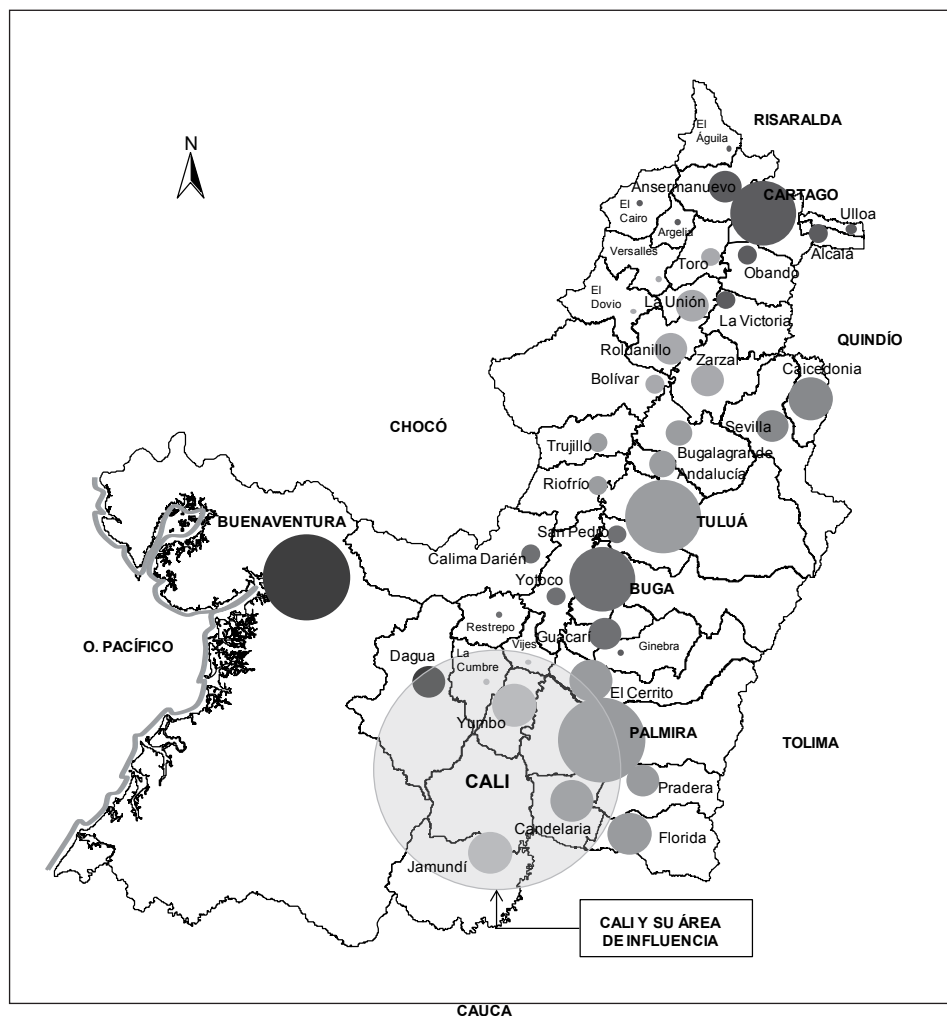 RISARALDA
El
Águila
N
Ansermanuevo
CARTAGO
El
Cairo
Ulloa
Argelia
Alcalá
Versalles
Toro
Obando
El
Dovio
La Unión
La Victoria
QUINDÍO
Roldanillo
Zarzal
Caicedonia
Bolívar
CHOCÓ
Sevilla
Trujillo
Bugalagrande
Andalucía
Riofrío
BUENAVENTURA
TULUÁ
San Pedro
Calima Darién
Yotoco
BUGA
Restrepo
Guacarí
O. PACÍFICO
Vijes
Ginebra
Dagua
La
Cumbre
El Cerrito
Yumbo
PALMIRA
TOLIMA
CALI
Pradera
Candelaria
Florida
Jamundí
CALI Y SU ÁREA
DE INFLUENCIA
CAUCA